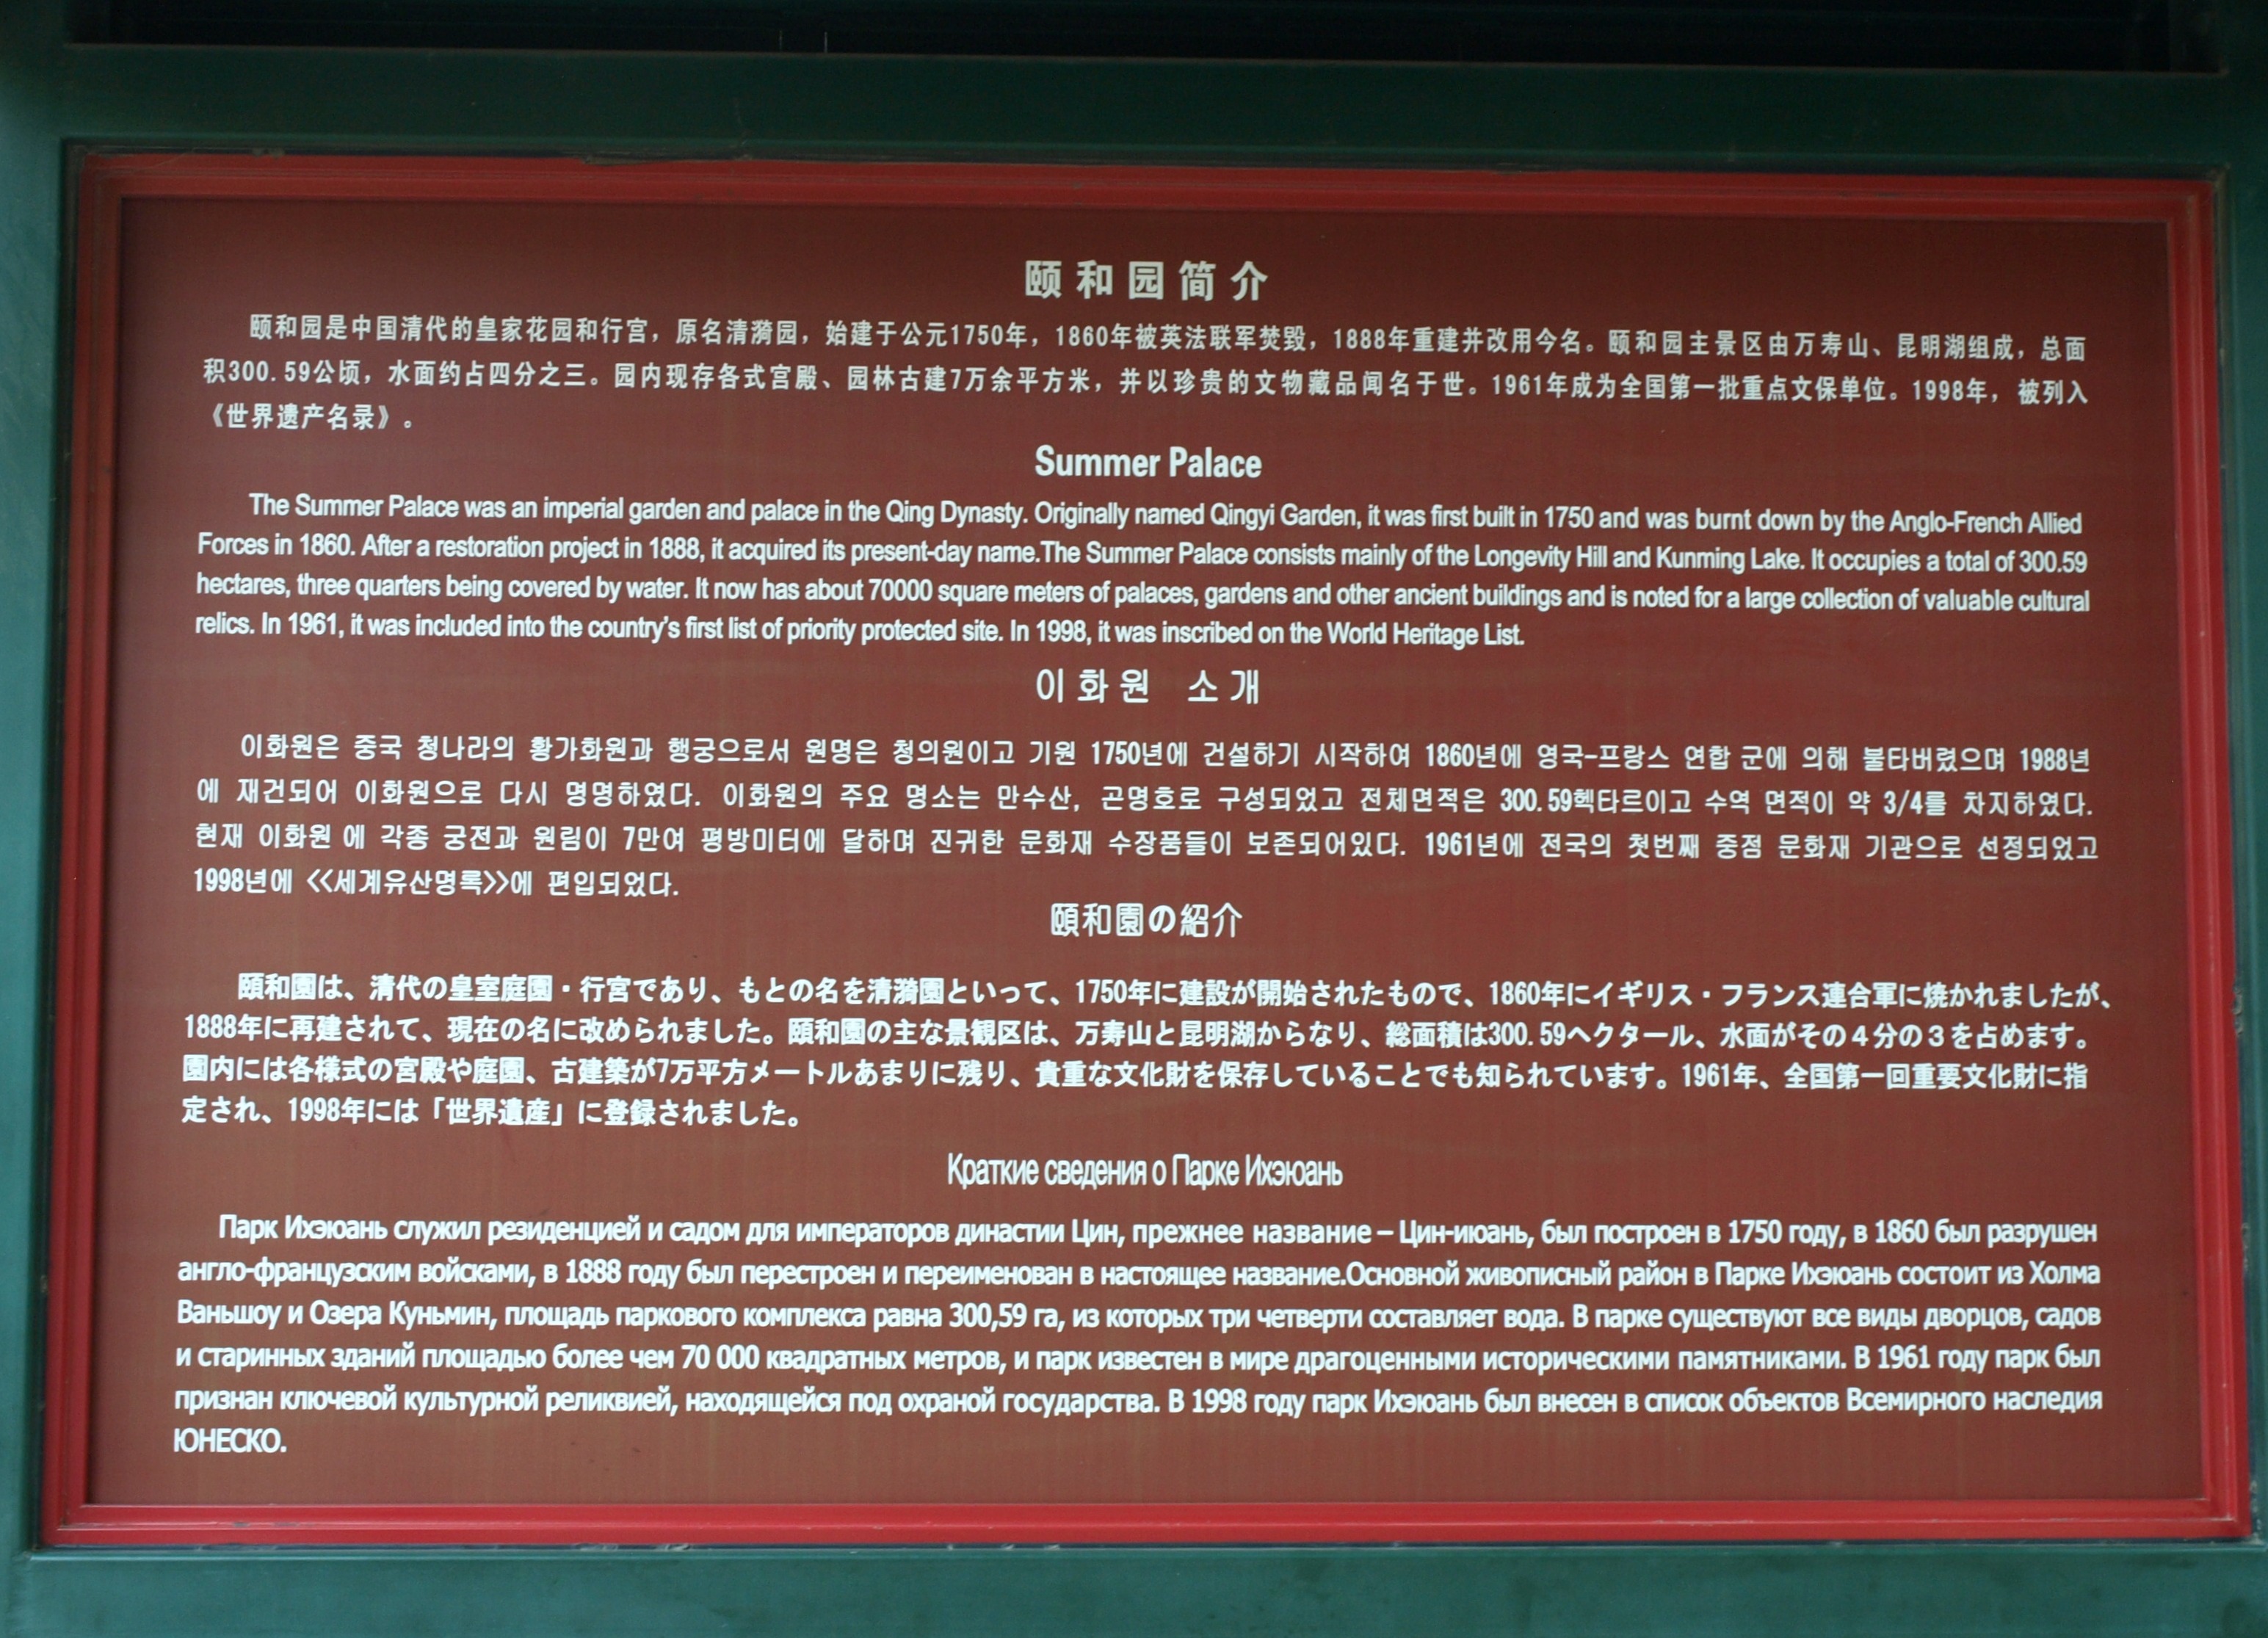 颐和园简介
颐和园是中国清代的皇家花园和行宫，原名清漪园，始建于公元1750年，1860年被英法联军焚毁，1888年重建并改用今名。颐和园主景区由万寿山、昆明湖组成，总面
积300.59公顷，水面约占四分之三。园内现存各式宫殿、园林古建7万余平方米，并以珍贵的文物藏品闻名于世。1961年成为全国第一批重点文保单位。1998年，被列入
《世界遗产名录》。
Summer Palace
The Summer Palace was an imperial garden and palace in the Qing Dynasty. Originally named Qingyi Garden, it was first built in 1750 and was burnt down by the Anglo-French Allied
Forces in 1860. After a restoration project in 1888, it acquired its present-day name.The Summer Palace consists mainly of the Longevity Hill and Kunming Lake. It occupies a total of 300.59
hectares, three quarters being covered by water. It now has about 70000 square meters of palaces, gardens and other ancient buildings and is noted for a large collection of valuable cultural
relics. In 1961, it was included into the country's first list of priority protected site. In 1998, it was inscribed on the World Heritage List.
이화원 소개
이화원은 중국 청나라의 황가화원과 행궁으로서 원명은 청의원이고 기원 1750년에 건설하기 시작하여 1860년에 영국-프랑스 연합 군에 의해 불타버렸으며 1988년
에 재건되어 이화원으로 다시 명명하였다. 이화원의 주요 명소는 만수산, 곤명호로 구성되었고 전체면적은 300.59헥타르이고 수역 면적이 약 3/4를 차지하였다.
현재 이화원 에 각종 궁전과 원림이 7만여 평방미터에 달하며 진귀한 문화재 수장품들이 보존되어있다. 1961년에 전국의 첫번째 중점 문화재 기관으로 선정되었고
1998년에 <<세계유산명록>>에 편입되었다.
頤和園の紹介
頤和園は、清代の皇室庭園・行宮であり、もとの名を清漪園といって、1750年に建設が開始されたもので、1860年にイギリス・フランス連合軍に焼かれましたが、
1888年に再建されて、現在の名に改められました。頤和園の主な景観区は、万寿山と昆明湖からなり、総面積は300.59ヘクタール、水面がその４分の３を占めます。
園内には各様式の宮殿や庭園、古建築が7万平方メートルあまりに残り、貴重な文化財を保存していることでも知られています。1961年、全国第一回重要文化財に指
定され、1998年には「世界遺産」に登録されました。
Краткие сведения о Парке Ихэюань
Парк Ихэюань служил резиденцией и садом для императоров династии Цин, прежнее название – Цин-июань, был построен в 1750 году, в 1860 был разрушен
англо-французским войсками, в 1888 году был перестроен и переименован в настоящее название.Основной живописный район в Парке Ихэюань состоит из Холма
Ваньшоу и Озера Куньмин, площадь паркового комплекса равна 300,59 га, из которых три четверти составляет вода. В парке существуют все виды дворцов, садов
и старинных зданий площадью более чем 70 000 квадратных метров, и парк известен в мире драгоценными историческими памятниками. В 1961 году парк был
признан ключевой культурной реликвией, находящейся под охраной государства. В 1998 году парк Ихэюань был внесен в список объектов Всемирного наследия
ЮНЕСКО.